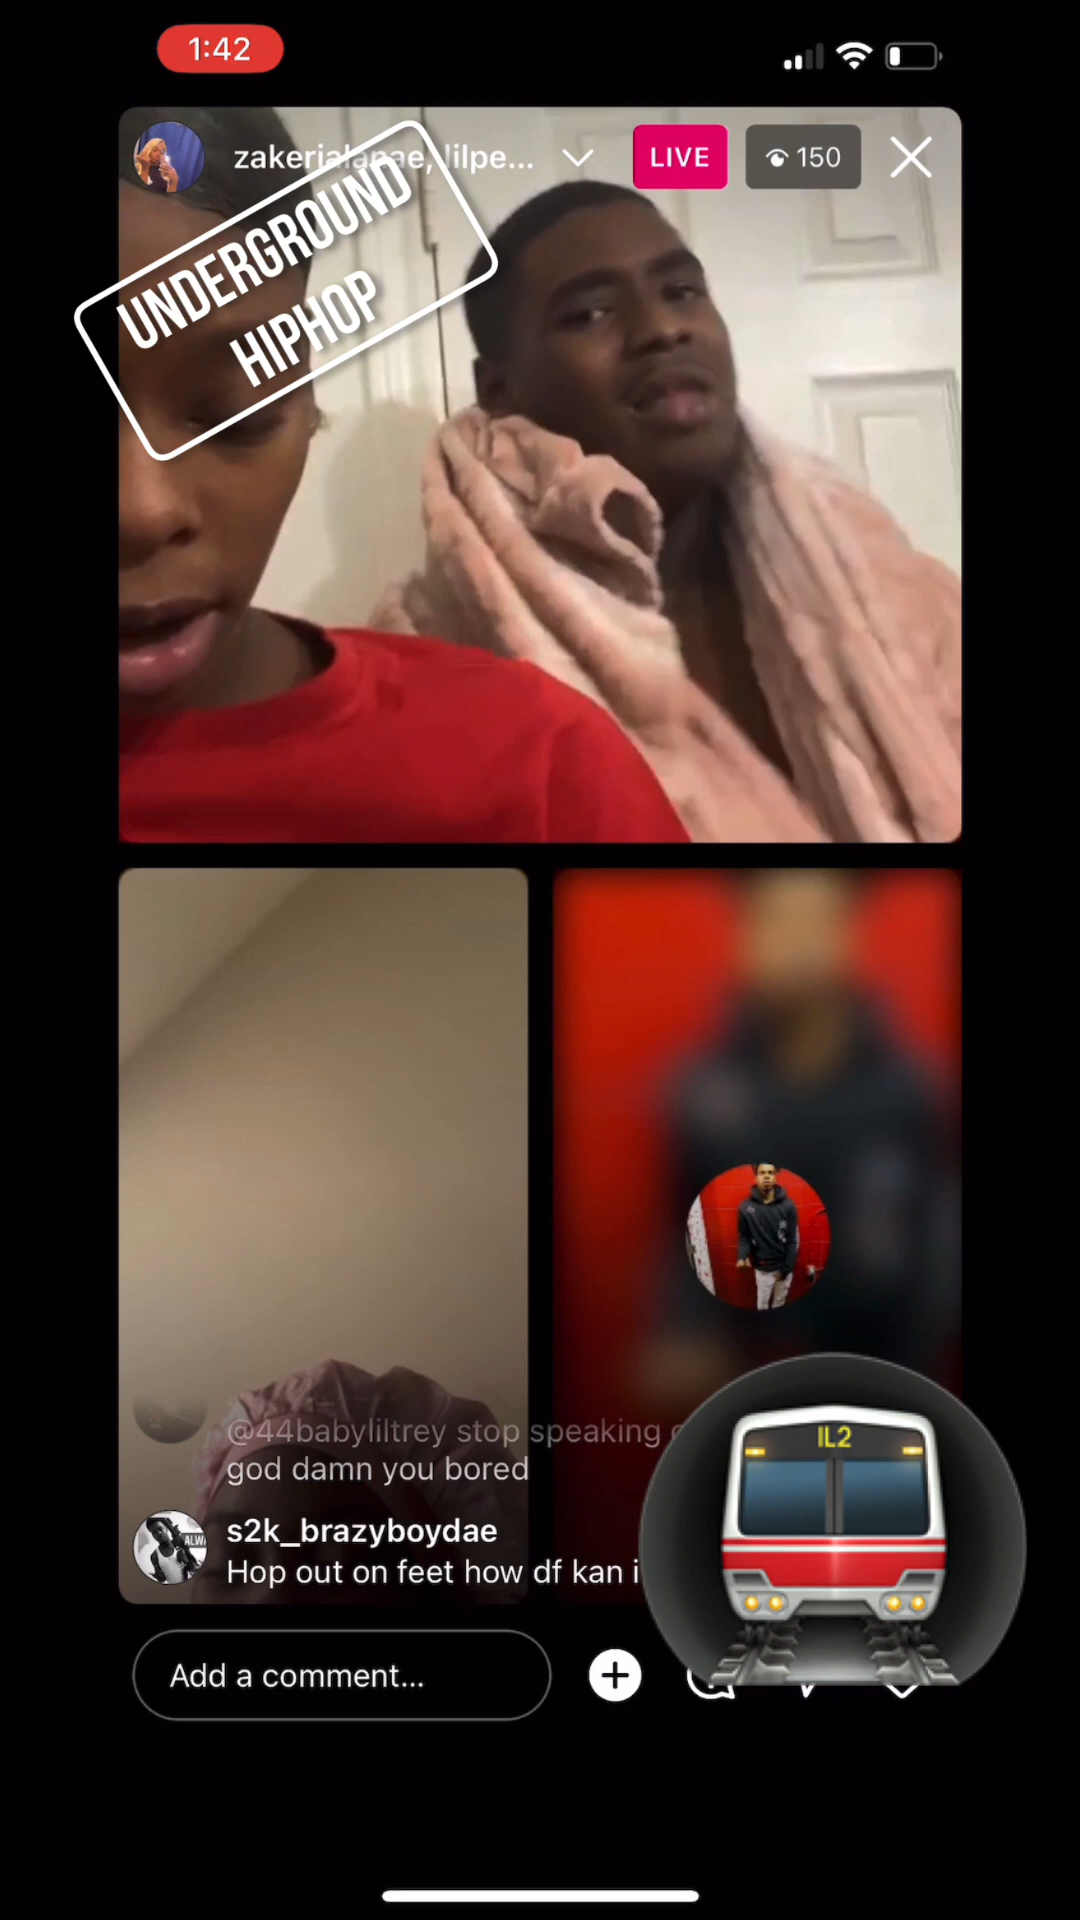 1:42
zakerialanae, lilpe...
LIVE
150
UNDERGROUND
HIPHOP
@44babyliltrey stop speaking
god damn you bored
s2k_brazyboydae
Hop out on feet how df kan i
IL2
Add a comment...